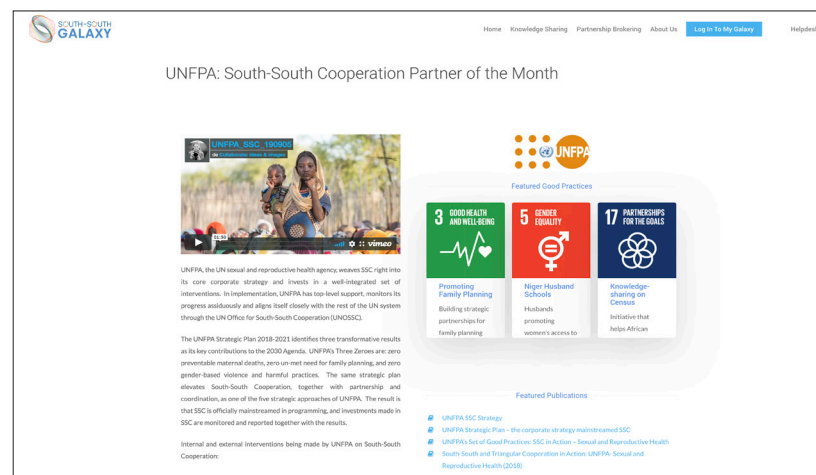 SOUTH-SOUTH
GALAXY
Home Knowledge Sharing Partnership Brokering About Us Log In To My Galaxy Helpdesk
UNFPA: South-South Cooperation Partner of the Month
UNFPA_SSC_190905
de Collaborativ Ideas & Images
01:50
vimeo
UNFPA, the UN sexual and reproductive health agency, weaves SSC right into
its core corporate strategy and invests in a well-integrated set of
interventions. In implementation, UNFPA has top-level support, monitors its
progress assiduously and aligns itself closely with the rest of the UN system
through the UN Office for South-South Cooperation (UNOSSC).
The UNFPA Strategic Plan 2018-2021 identifies three transformative results
as its key contributions to the 2030 Agenda. UNFPA's Three Zeroes are: zero
preventable maternal deaths, zero un-met need for family planning, and zero
gender-based violence and harmful practices. The same strategic plan
elevates South-South Cooperation, together with partnership and
coordination, as one of the five strategic approaches of UNFPA. The result is
that SSC is officially mainstreamed in programming, and investments made in
SSC are monitored and reported together with the results.
Internal and external interventions being made by UNFPA on South-South
Cooperation:
UNFPA
Featured Good Practices
3 GOOD HEALTH
AND WELL-BEING
Promoting
Family Planning
Building strategic
partnerships for
family planning
5 GENDER
EQUALITY
Niger Husband
Schools
Husbands
promoting
women's access to
17 PARTNERSHIPS
FOR THE GOALS
Knowledge-
sharing on
Census
Initiative that
helps African
Featured Publications
UNFPA SSC Strategy
UNFPA Strategic Plan – the corporate strategy mainstreamed SSC
UNFPA's Set of Good Practices: SSC in Action – Sexual and Reproductive Health
South-South and Triangular Cooperation in Action: UNFPA- Sexual and
Reproductive Health (2018)